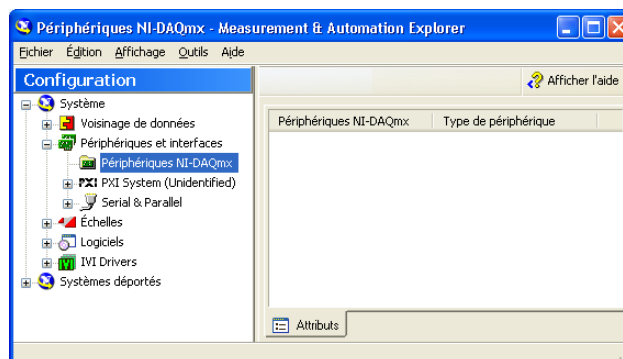 Périphériques NI-DAQmx - Measurement & Automation Explorer
Fichier Édition Affichage Outils Aide
Configuration
Afficher l'aide
Système
Voisinage de données
Périphériques et interfaces
Périphériques NI-DAQmx
PXI PXI System (Unidentified)
Serial & Parallel
Échelles
Logiciels
IVI Drivers
Systèmes déportés
Périphériques NI-DAQmx Type de périphérique
Attributs